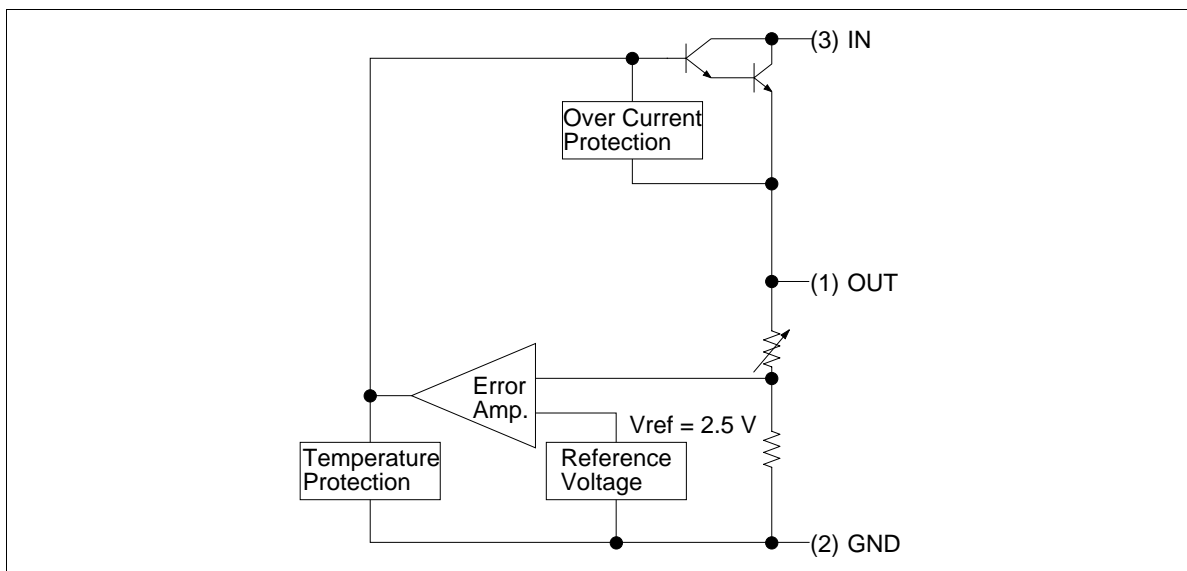 (3) IN
Over Current
Protection
(1) OUT
Error
Amp.
Vref = 2.5 V
Temperature
Protection
Reference
Voltage
(2) GND